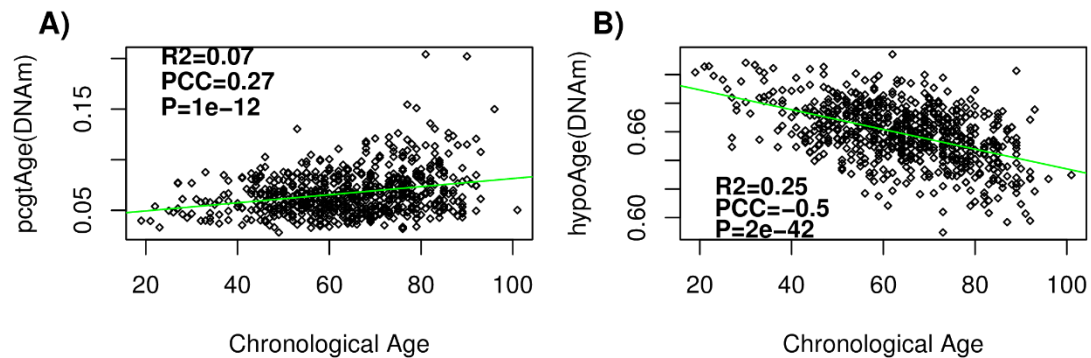 A)
R2=0.07
PCC=0.27
P=1e−12
pcgtAge(DNAm)
0.15
0.05
20 40 60 80 100
Chronological Age
B)
hypoAge(DNAm)
0.66
0.60
R2=0.25
PCC=−0.5
P=2e−42
20 40 60 80 100
Chronological Age